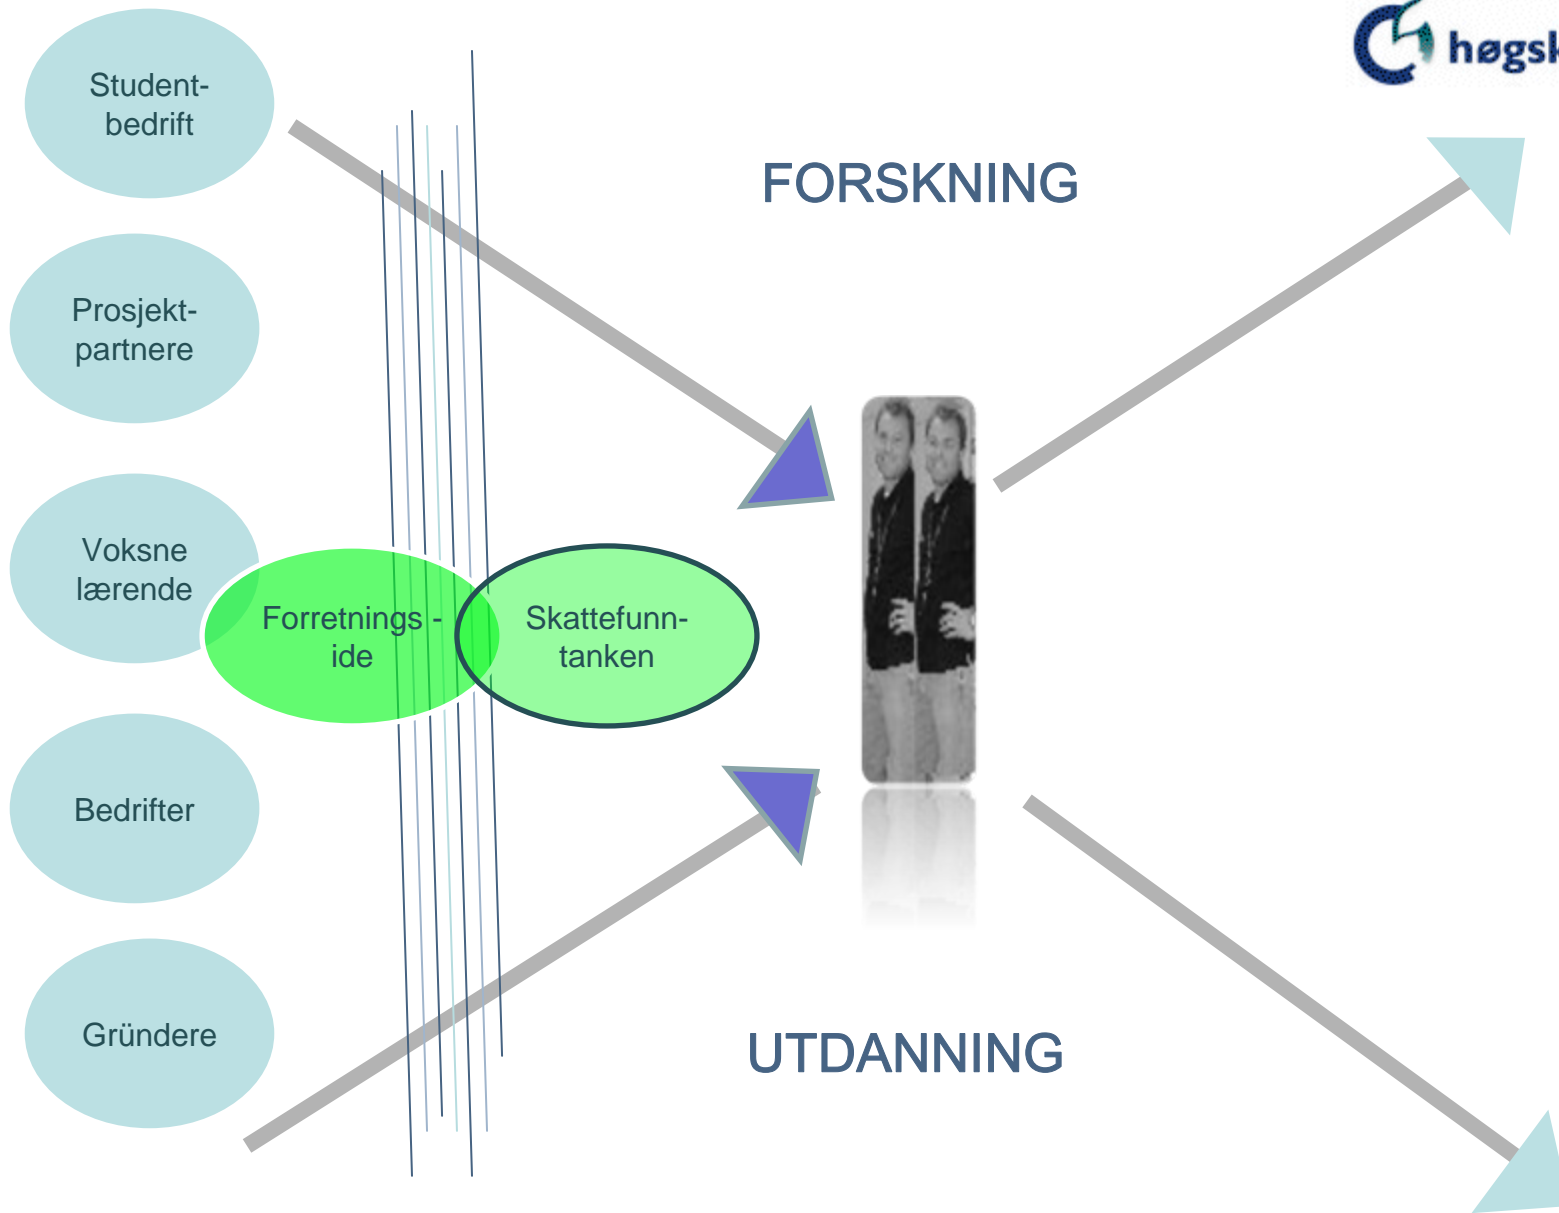 høgsk
Student-
bedrift
FORSKNING
Prosjekt-
partnere
Voksne
lærende
Forretnings -
ide
Skattefunn-
tanken
Bedrifter
Gründere
UTDANNING